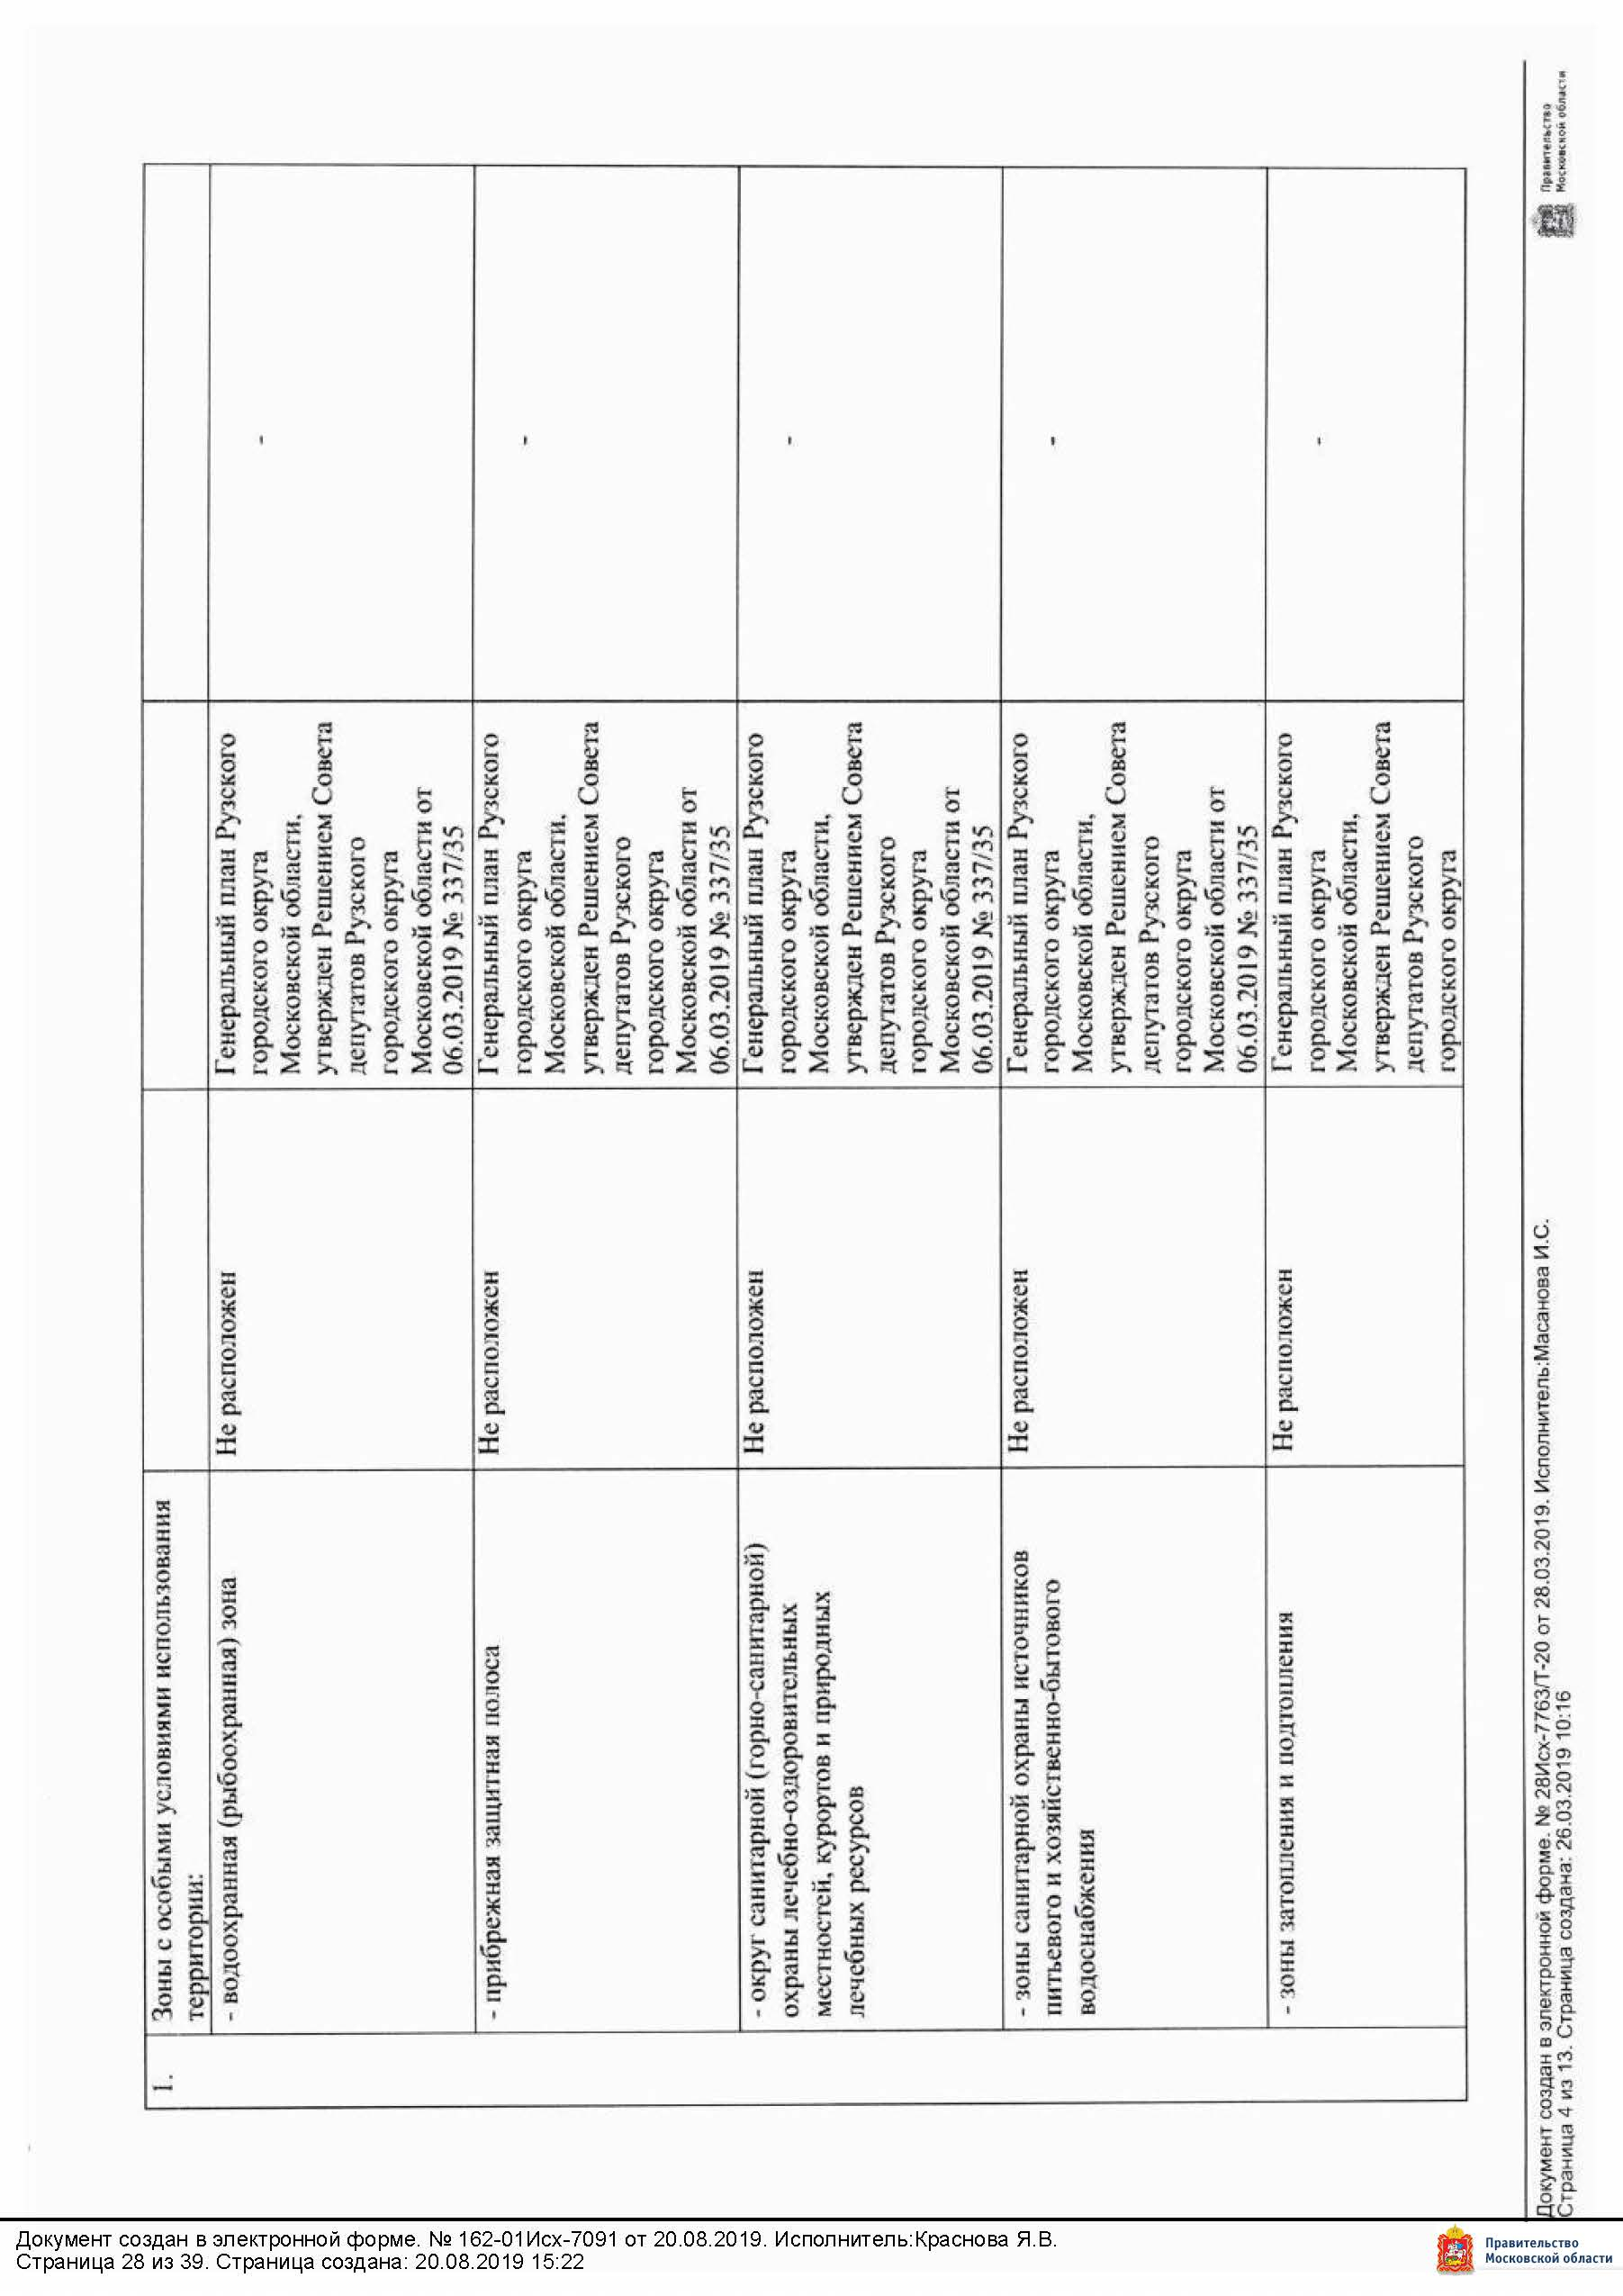 1.
Зоны с особыми условиями использования
территории:
- водоохранная (рыбоохранная) зона
Не расположен
Генеральный план Рузского
городского округа
Московской области,
утвержден Решением Совета
депутатов Рузского
городского округа
Московской области от
06.03.2019 № 337/35
-
- прибрежная защитная полоса
Не расположен
Генеральный план Рузского
городского округа
Московской области,
утвержден Решением Совета
депутатов Рузского
городского округа
Московской области от
06.03.2019 № 337/35
-
- округ санитарной (горно-санитарной)
охраны лечебно-оздоровительных
местностей, курортов и природных
лечебных ресурсов
Не расположен
Генеральный план Рузского
городского округа
Московской области,
утвержден Решением Совета
депутатов Рузского
городского округа
Московской области от
06.03.2019 № 337/35
-
- зоны санитарной охраны источников
питьевого и хозяйственно-бытового
водоснабжения
Не расположен
Генеральный план Рузского
городского округа
Московской области,
утвержден Решением Совета
депутатов Рузского
городского округа
Московской области от
06.03.2019 № 337/35
-
- зоны затопления и подтопления
Не расположен
Генеральный план Рузского
городского округа
Московской области,
утвержден Решением Совета
депутатов Рузского
городского округа
-
Документ создан в электронной форме. № 28Исх-7763/Т-20 от 28.03.2019. Исполнитель:Масанова И.С.
Страница 4 из 13. Страница создана: 26.03.2019 10:16
Правительство
Московской области
Документ создан в электронной форме. № 162-01Исх-7091 от 20.08.2019. Исполнитель:Краснова Я.В.
Страница 28 из 39. Страница создана: 20.08.2019 15:22
Правительство
Московской области